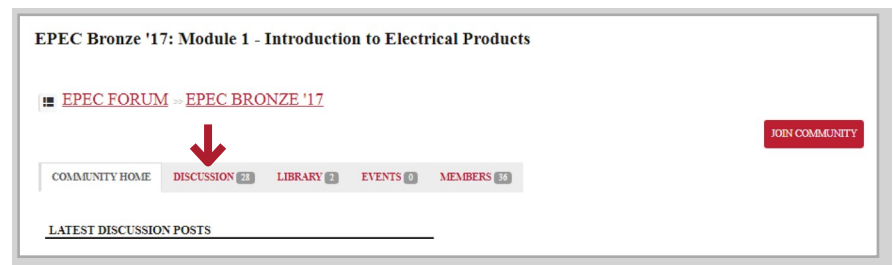 EPEC Bronze '17: Module 1 - Introduction to Electrical Products
EPEC FORUM » EPEC BRONZE '17
JOIN COMMUNITY
COMMUNITY HOME DISCUSSION 28 LIBRARY 2 EVENTS 0 MEMBERS 36
LATEST DISCUSSION POSTS